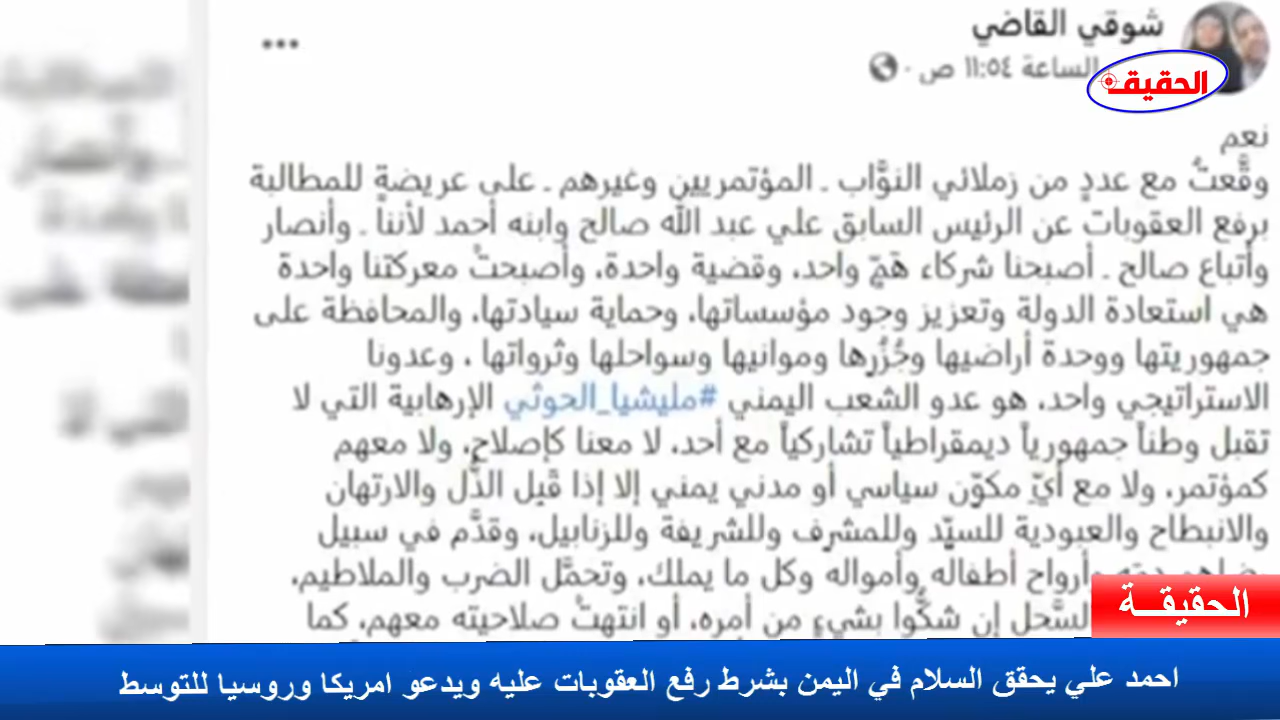 شوقي القاضي
الساعة ١١:٥٤ ص ·
الحقيقـ
نعم
وقَّعتُ مع عددٍ من زملائي النوَّاب ـ المؤتمريين وغيرهم ـ على عريضة للمطالبة
برفع العقوبات عن الرئيس السابق علي عبد الله صالح وابنه أحمد لأننا ـ وأنصار
وأتباع صالح ـ أصبحنا شركاء هَمّ واحد، وقضية واحدة، وأصبحتْ معركتنا واحدة
هي استعادة الدولة وتعزيز وجود مؤسساتها، وحماية سيادتها، والمحافظة على
جمهوريتها ووحدة أراضيها وجُزُرِها وموانيها وسواحلها وثرواتها ، وعدونا
الاستراتيجي واحد، هو عدو الشعب اليمني #مليشيا_الحوثي الإرهابية التي لا
تقبل وطناً جمهورياً ديمقراطياً تشاركياً مع أحد، لا معنا كإصلاح، ولا معهم
كمؤتمر، ولا مع أيّ مكوّن سياسي أو مدني يمني إلا إذا قَبِل الذُّل والارتهان
والانبطاح والعبودية للسيّد وللمشرف وللشريفة وللزنابيل، وقدَّم في سبيل
وأرواح أطفاله وأمواله وكل ما يملك، وتحمَّل الضرب والملاطيم،
لسَّحل إن شكُّوا بشيءٍ من أمره، أو انتهتْ صلاحيته معهم، كما
الحقيقــة
احمد علي يحقق السلام في اليمن بشرط رفع العقوبات عليه ويدعو امريكا وروسيا للتوسط